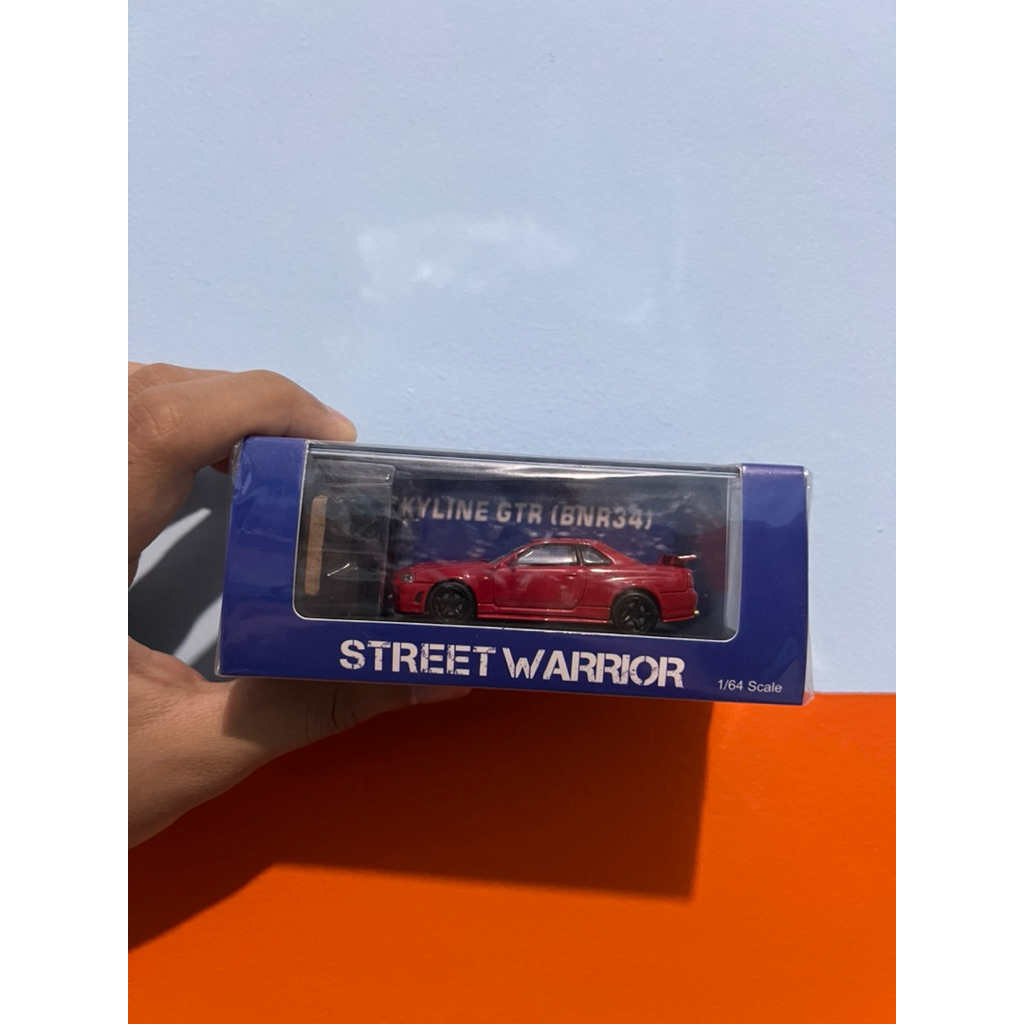 KYLINE GTR (BNR34)
STREET WARRIOR
1/64 Scale